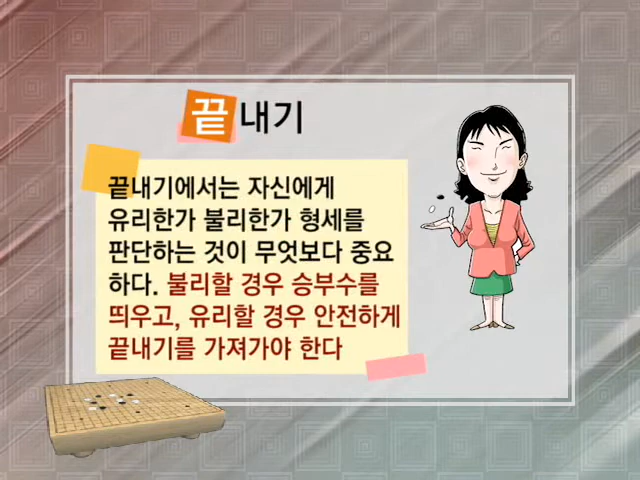 끝내기
끝내기에서는 자신에게
유리한가 불리한가 형세를
판단하는 것이 무엇보다 중요
하다. 불리할 경우 승부수를
띄우고, 유리할 경우 안전하게
끝내기를 가져가야 한다